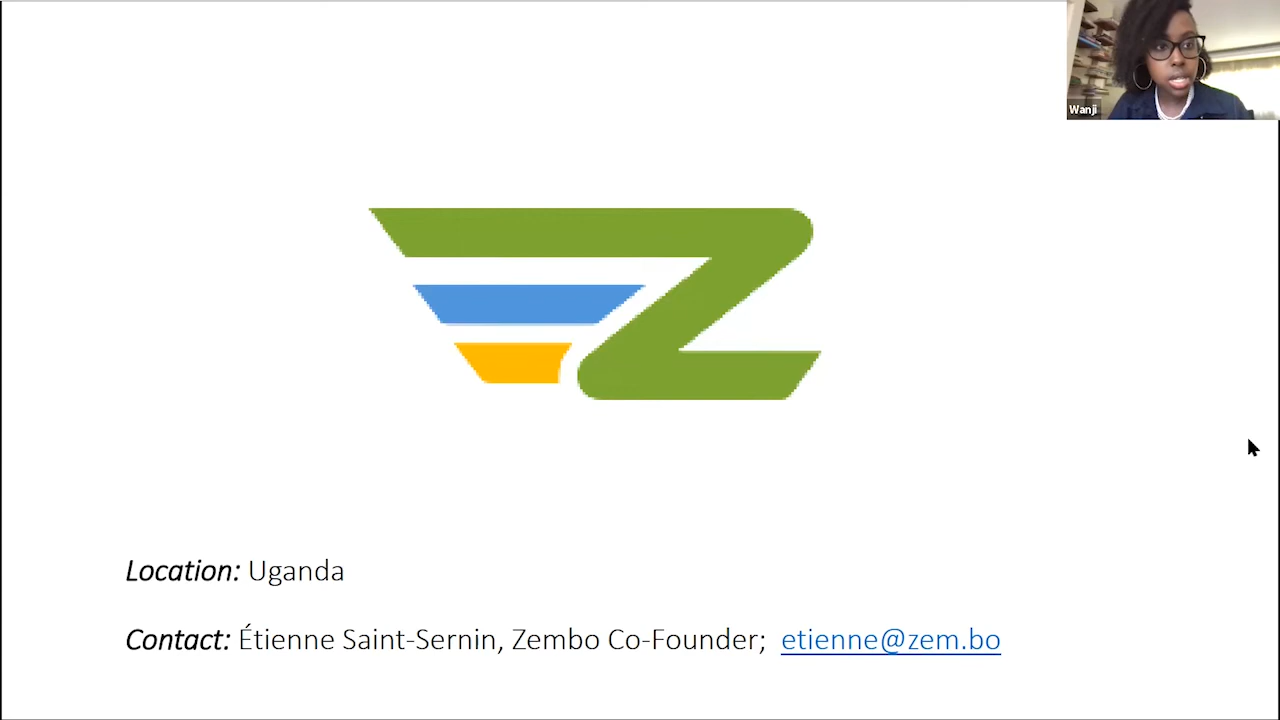 Wanji
Location: Uganda
Contact: Étienne Saint-Sernin, Zembo Co-Founder; etienne@zem.bo